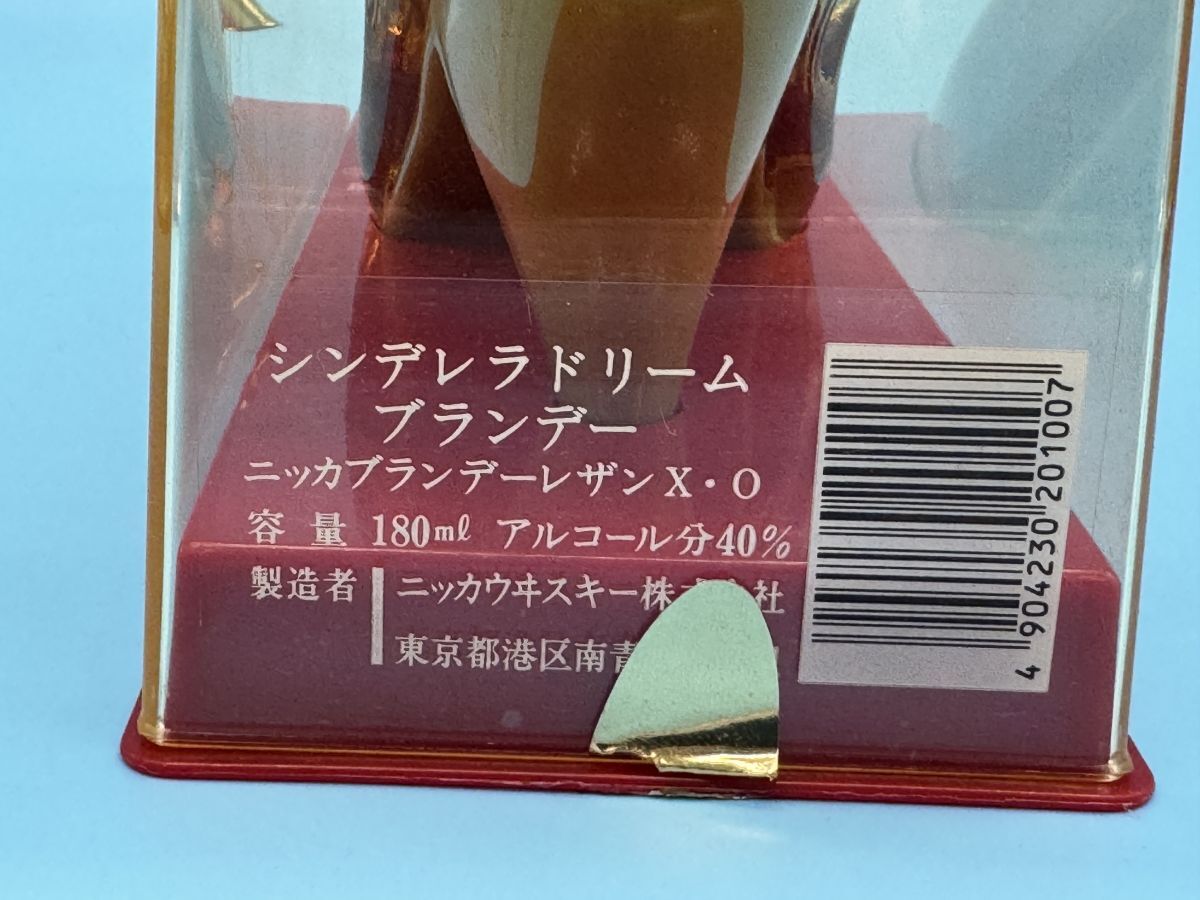 シンデレラドリーム
ブランデー
ニッカブランデーレザンX・O
容量 180ml アルコール分40%
製造者 ニッカウヰスキー株 社
東京都港区南青
4904230201007